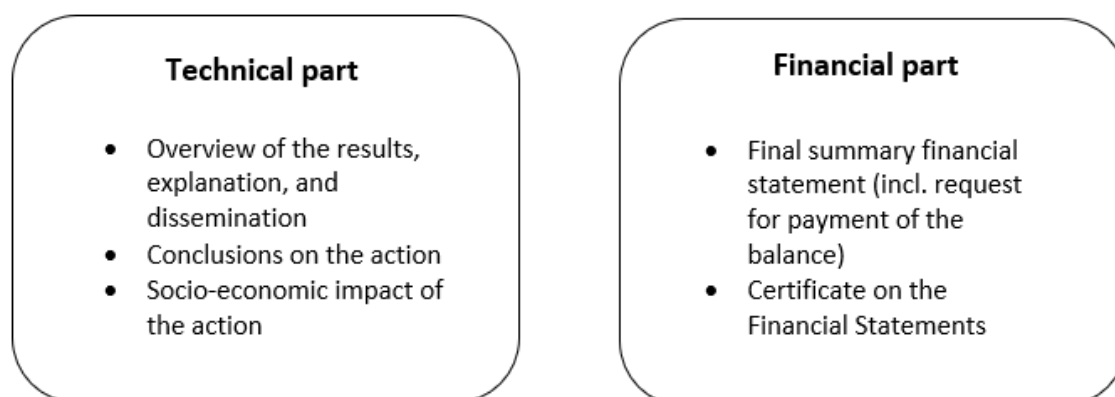 Technical part
• Overview of the results,
explanation, and
dissemination
• Conclusions on the action
• Socio-economic impact of
the action
Financial part
• Final summary financial
statement (incl. request
for payment of the
balance)
• Certificate on the
Financial Statements